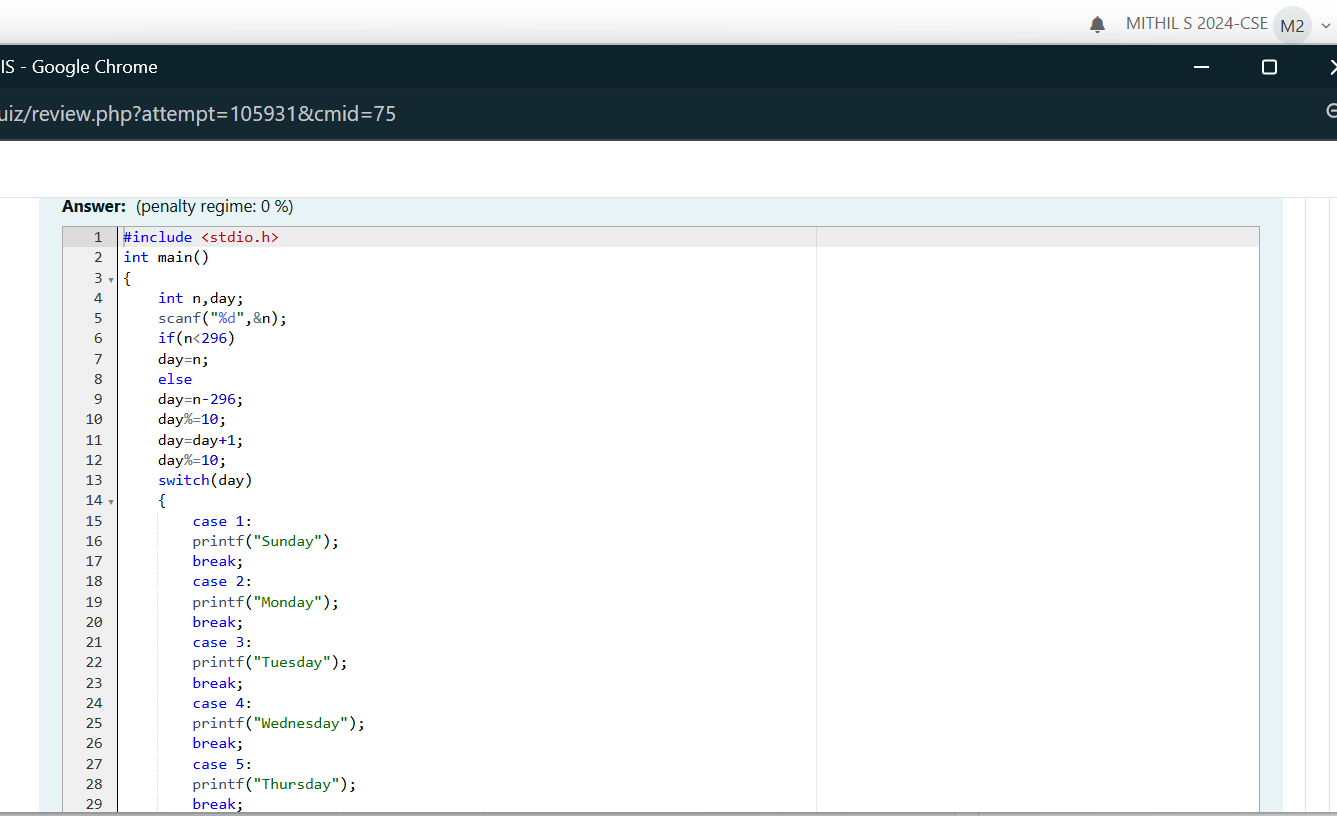 MITHIL S 2024-CSE M2
IS - Google Chrome
uiz/review.php?attempt=105931&cmid=75
Answer: (penalty regime: 0 %)
1 #include <stdio.h>
2 int main()
3 {
4 int n,day;
5 scanf("%d",&n);
6 if(n<296)
7 day=n;
8 else
9 day=n-296;
10 day%=10;
11 day=day+1;
12 day%=10;
13 switch(day)
14 {
15 case 1:
16 printf("Sunday");
17 break;
18 case 2:
19 printf("Monday");
20 break;
21 case 3:
22 printf("Tuesday");
23 break;
24 case 4:
25 printf("Wednesday");
26 break;
27 case 5:
28 printf("Thursday");
29 break;